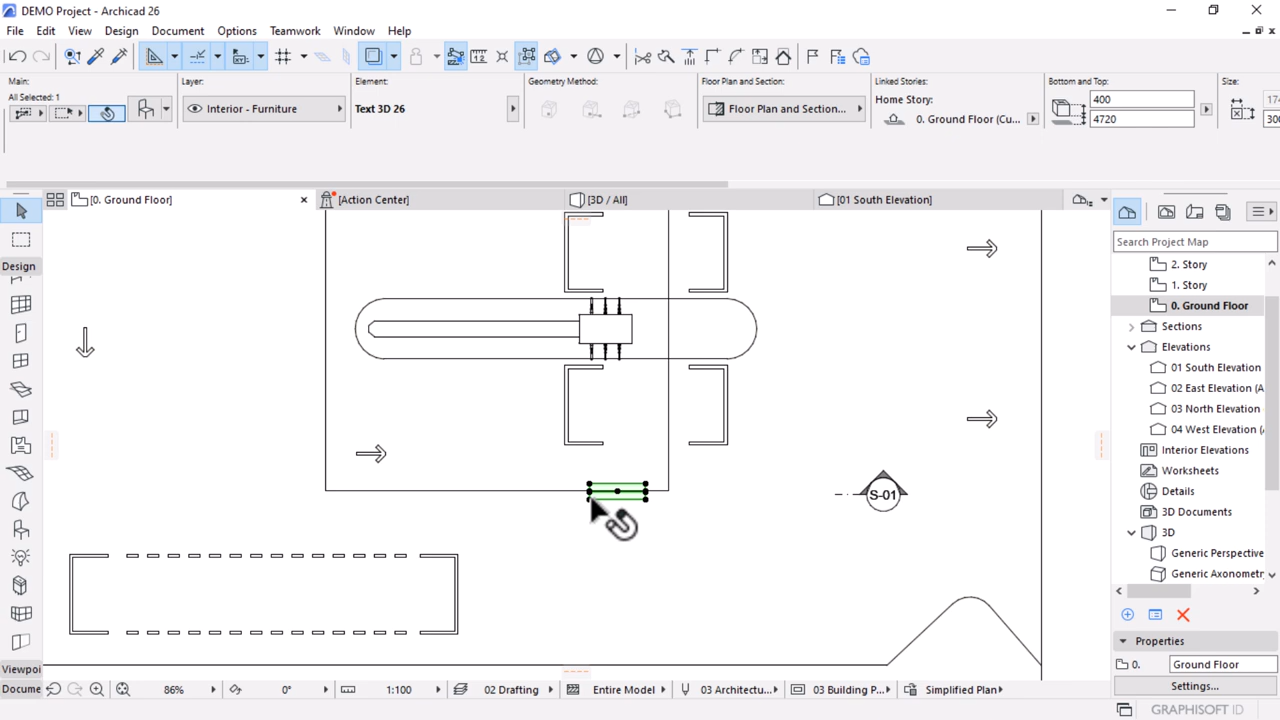 DEMO Project - Archicad 26
File Edit View Design Document Options Teamwork Window Help
Main:
All Selected: 1
Layer:
Interior - Furniture
Element:
Text 3D 26
Geometry Method:
Floor Plan and Section:
Floor Plan and Section...
Linked Stories:
Home Story:
0. Ground Floor (Cu...
Bottom and Top:
400
4720
Size:
300
[0. Ground Floor]
[Action Center]
[3D / All]
[01 South Elevation]
Design
S-01
Search Project Map
2. Story
1. Story
0. Ground Floor
Sections
Elevations
01 South Elevation
02 East Elevation (A
03 North Elevation
04 West Elevation (
Interior Elevations
Worksheets
Details
3D Documents
3D
Generic Perspective
Generic Axonometr
Properties
0. Ground Floor
Settings...
Viewpoi
Docume
86%
0°
1:100
02 Drafting
Entire Model
03 Architectu...
03 Building P...
Simplified Plan
GRAPHISOFT ID